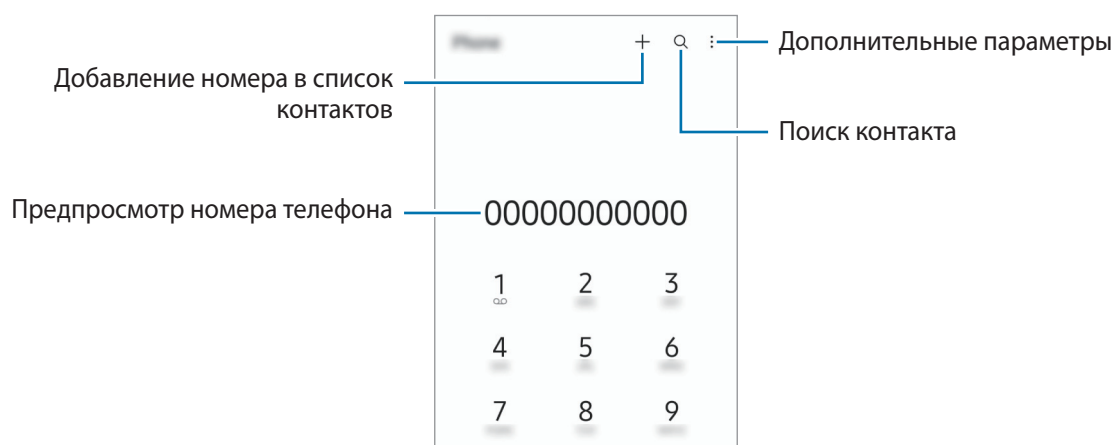 Дополнительные параметры
Добавление номера в список
контактов
Поиск контакта
Предпросмотр номера телефона
00000000000
1 2 3
4 5 6
7 8 9